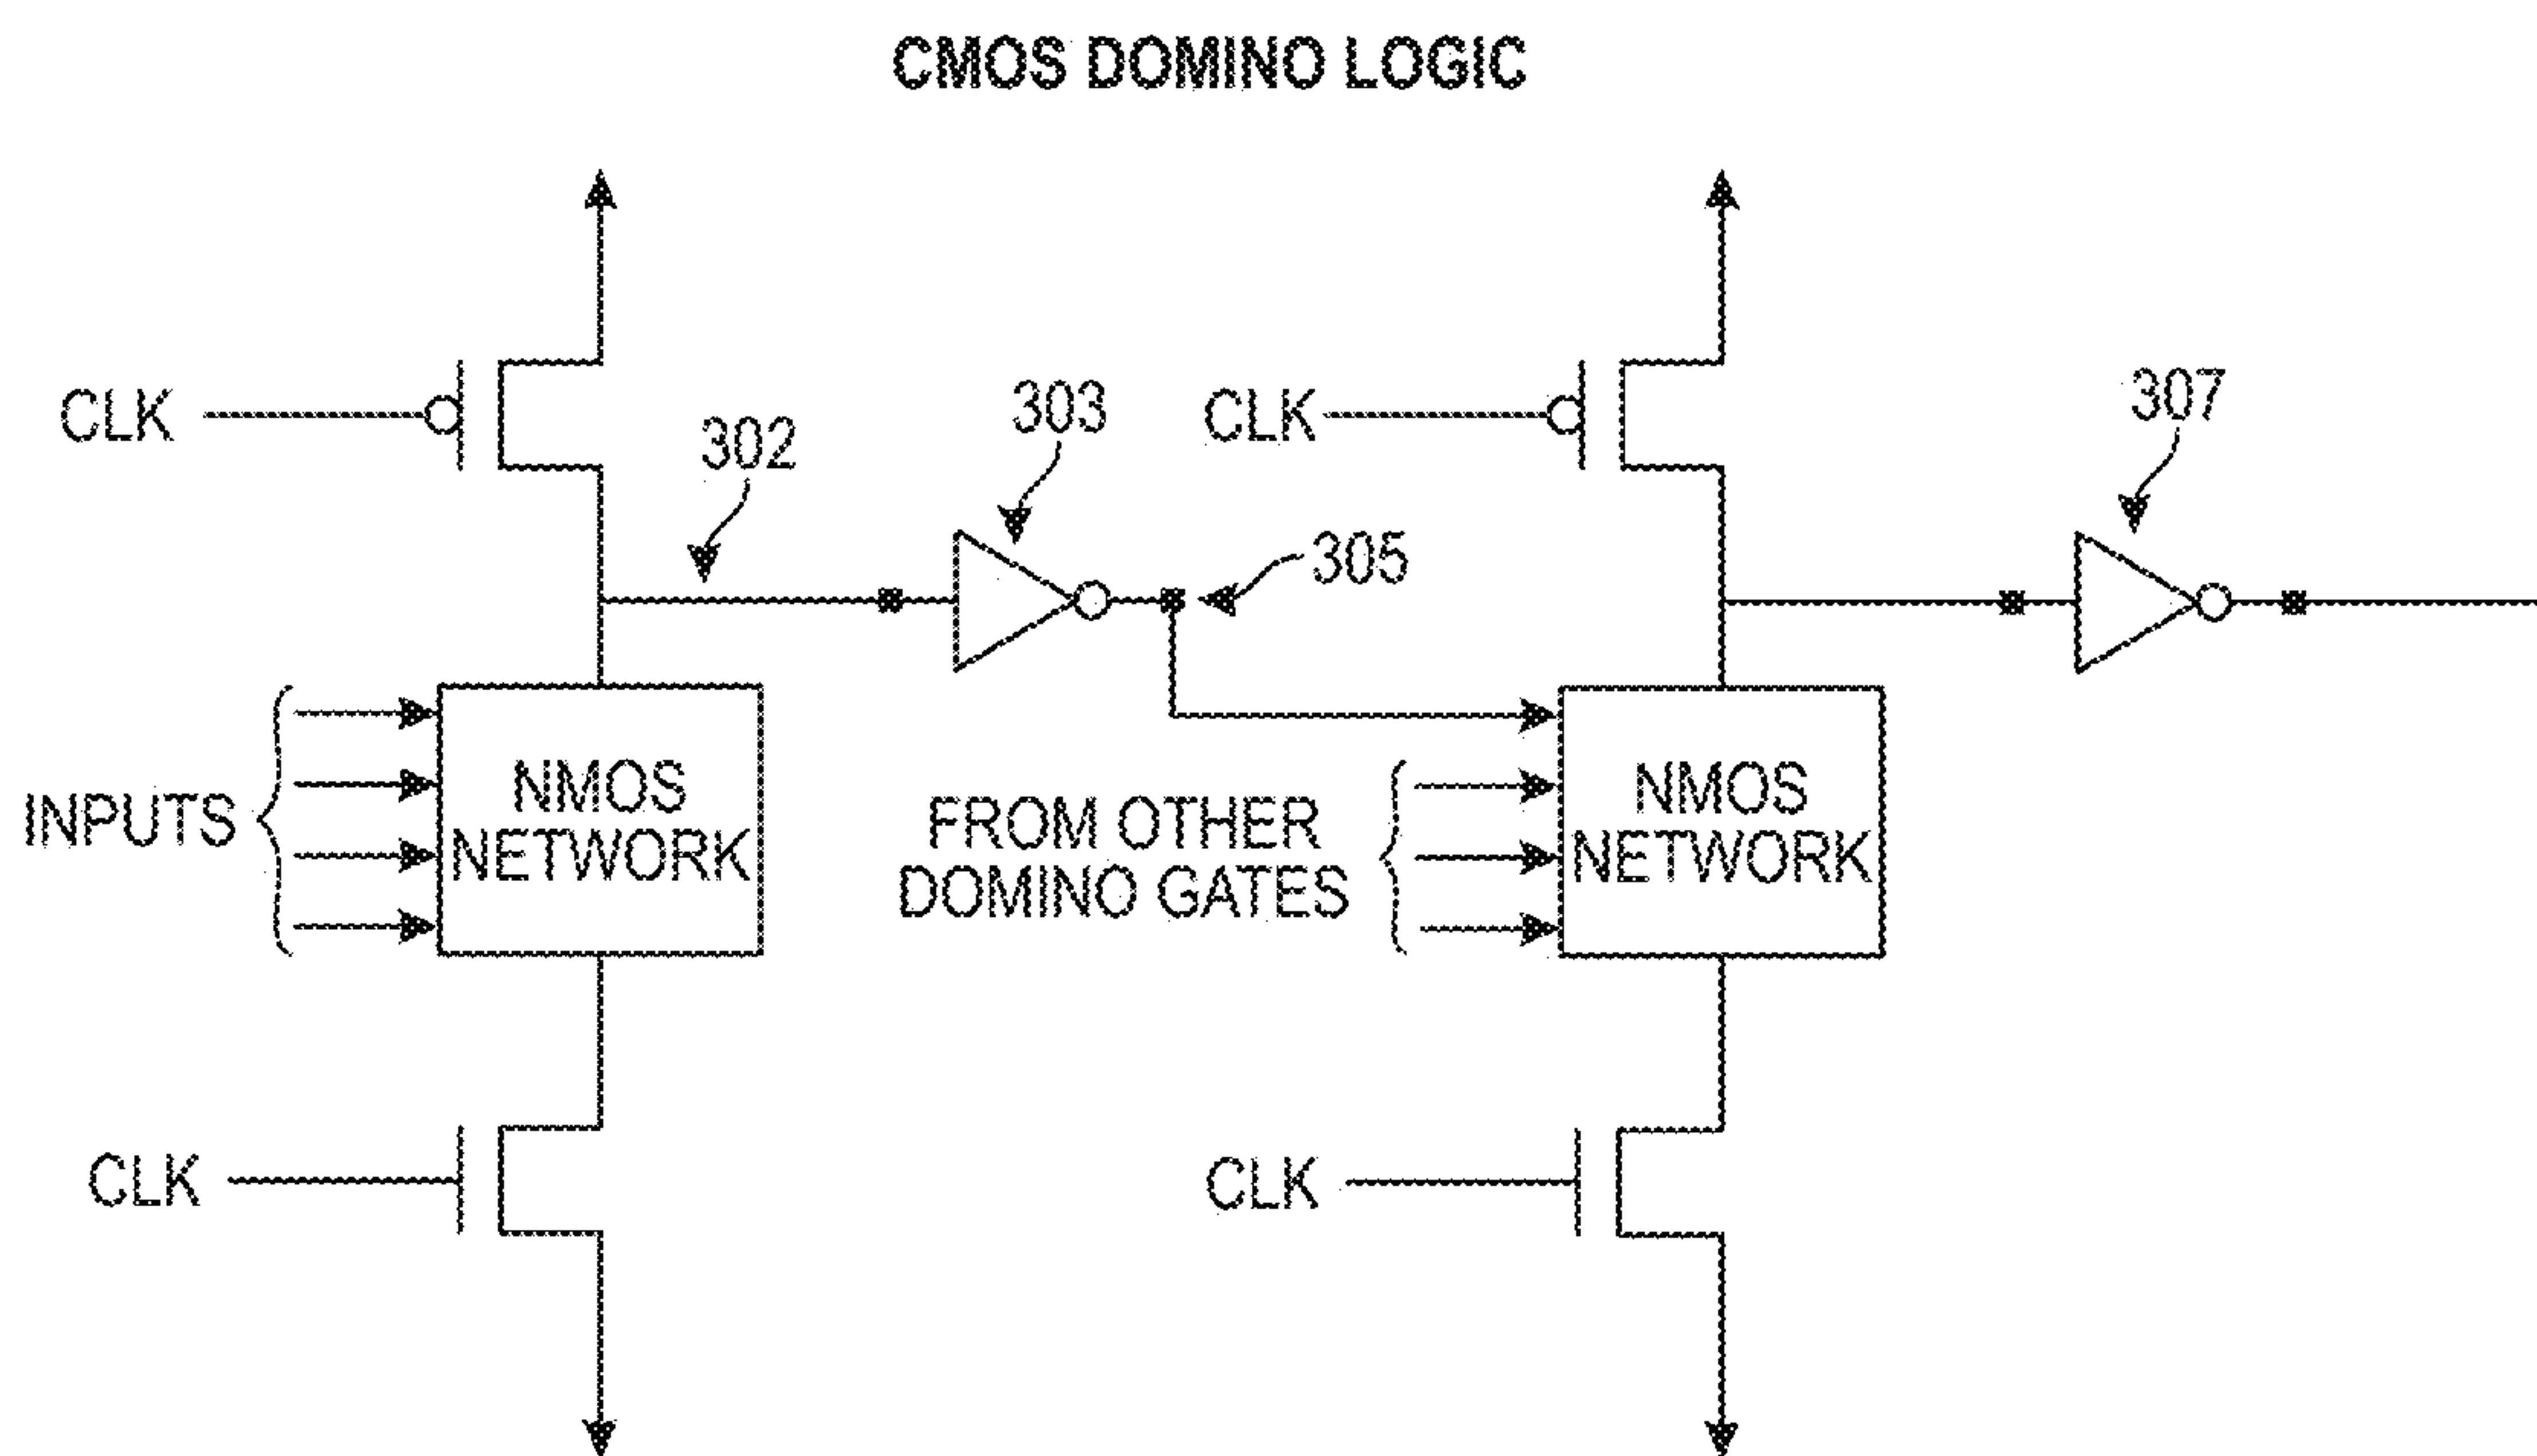 CMOS DOMINO LOGIC
CLK
302
303
CLK
307
305
INPUTS
NMOS
NETWORK
FROM OTHER
DOMINO GATES
NMOS
NETWORK
CLK
CLK